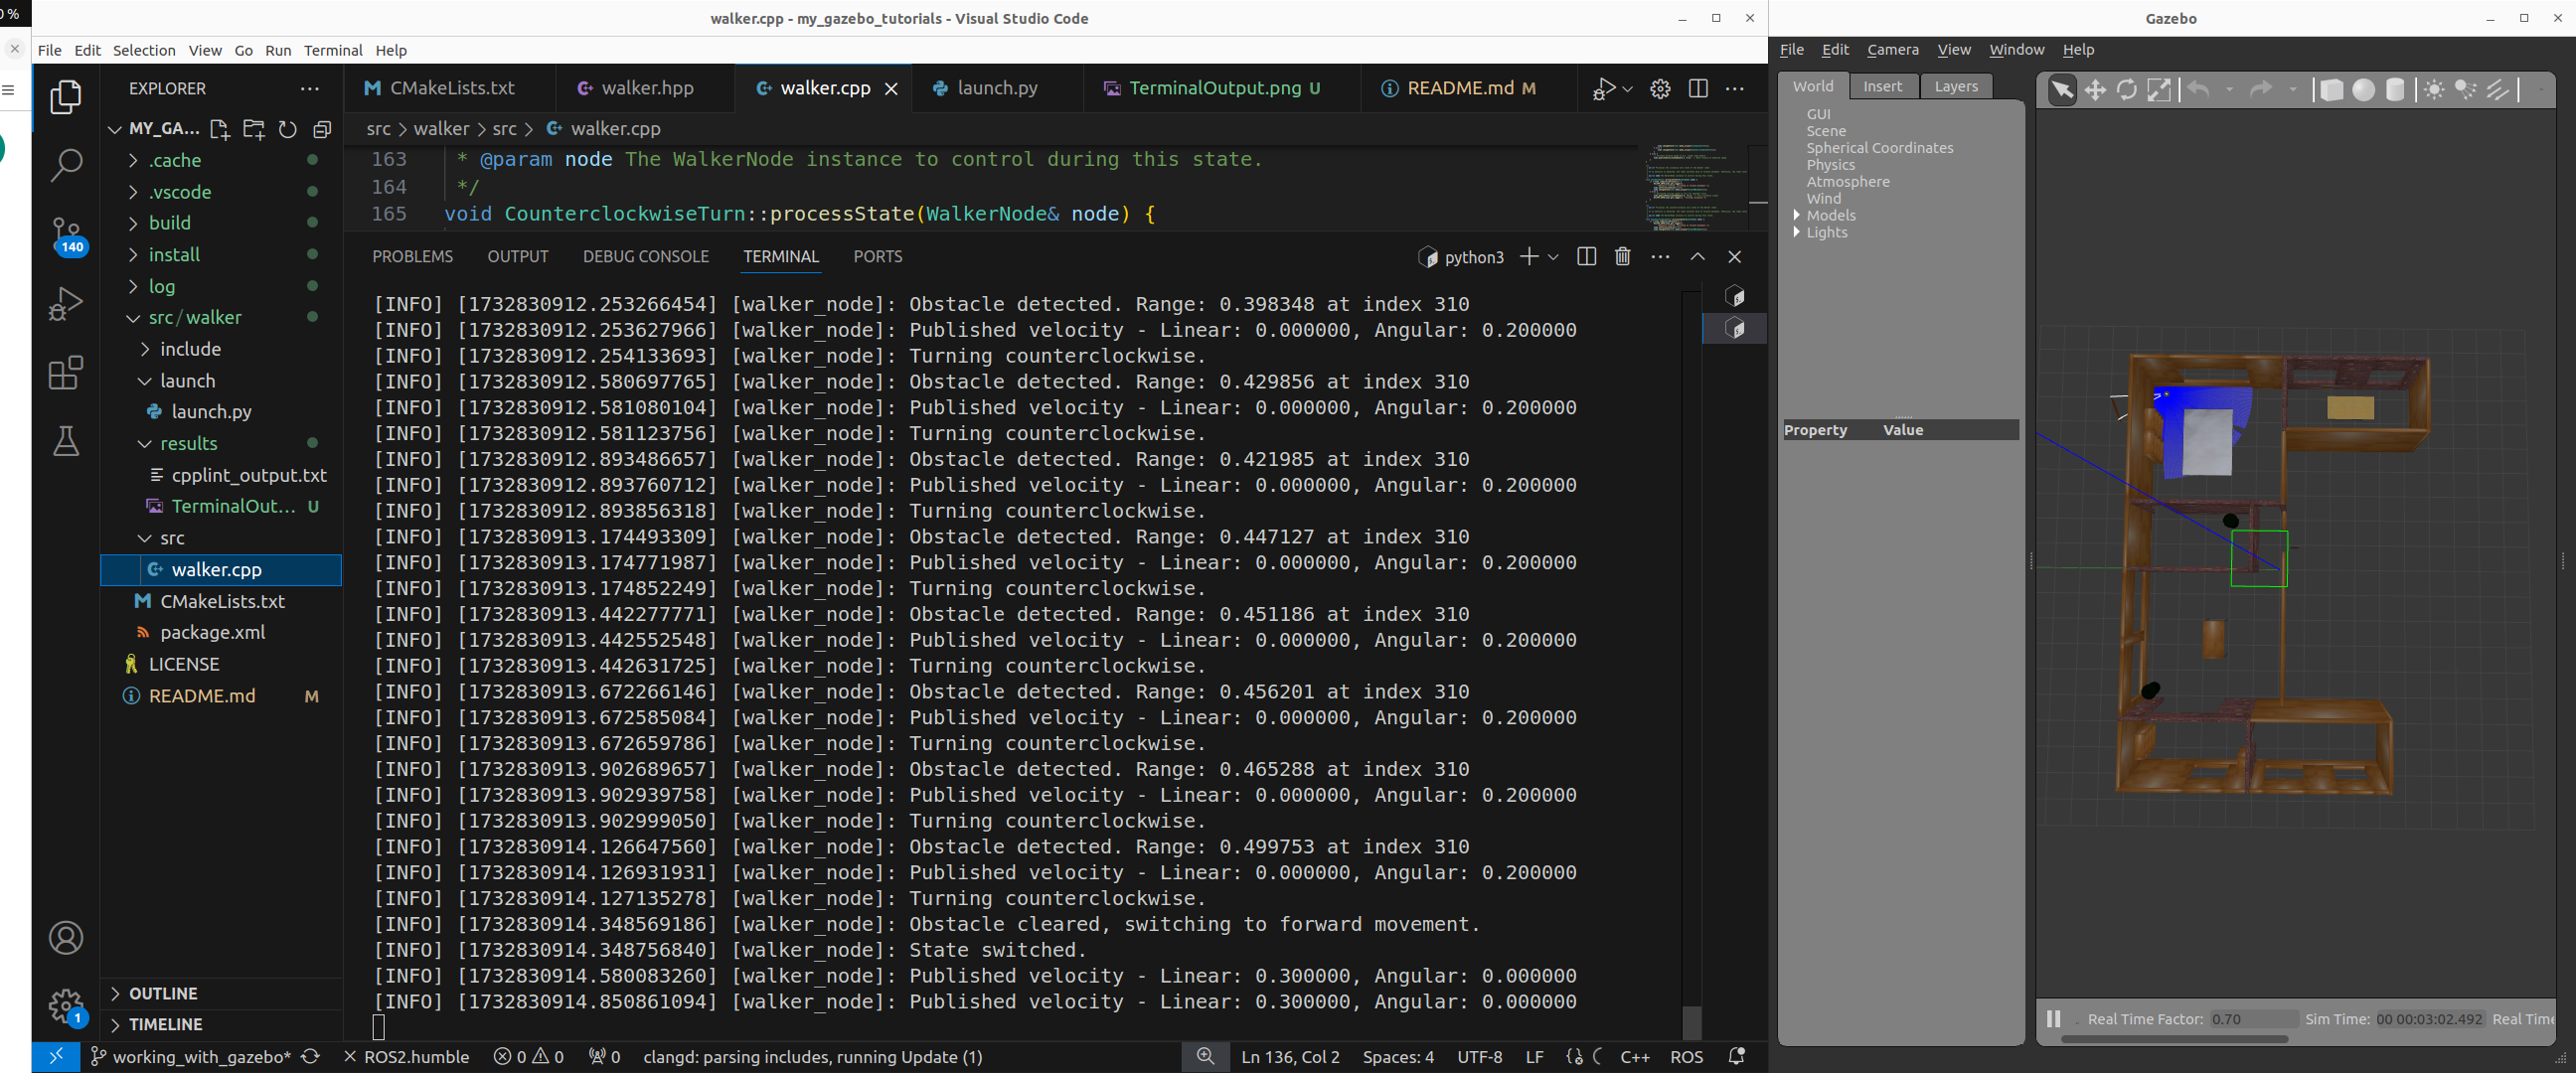 0 %
walker.cpp - my_gazebo_tutorials - Visual Studio Code
File Edit Selection View Go Run Terminal Help
EXPLORER
MY_GA...
.cache
.vscode
build
install
log
src/walker
include
launch
launch.py
results
cpplint_output.txt
TerminalOut... U
src
walker.cpp
CMakeLists.txt
package.xml
LICENSE
README.md M
OUTLINE
TIMELINE
140
1
CMakeLists.txt walker.hpp walker.cpp launch.py TerminalOutput.png U README.md M
src > walker > src > walker.cpp
163 * @param node The WalkerNode instance to control during this state.
164 */
165 void CounterclockwiseTurn::processState(WalkerNode& node) {
PROBLEMS OUTPUT DEBUG CONSOLE TERMINAL PORTS python3
[INFO] [1732830912.253266454] [walker_node]: Obstacle detected. Range: 0.398348 at index 310
[INFO] [1732830912.253627966] [walker_node]: Published velocity - Linear: 0.000000, Angular: 0.200000
[INFO] [1732830912.254133693] [walker_node]: Turning counterclockwise.
[INFO] [1732830912.580697765] [walker_node]: Obstacle detected. Range: 0.429856 at index 310
[INFO] [1732830912.581080104] [walker_node]: Published velocity - Linear: 0.000000, Angular: 0.200000
[INFO] [1732830912.581123756] [walker_node]: Turning counterclockwise.
[INFO] [1732830912.893486657] [walker_node]: Obstacle detected. Range: 0.421985 at index 310
[INFO] [1732830912.893760712] [walker_node]: Published velocity - Linear: 0.000000, Angular: 0.200000
[INFO] [1732830912.893856318] [walker_node]: Turning counterclockwise.
[INFO] [1732830913.174493309] [walker_node]: Obstacle detected. Range: 0.447127 at index 310
[INFO] [1732830913.174771987] [walker_node]: Published velocity - Linear: 0.000000, Angular: 0.200000
[INFO] [1732830913.174852249] [walker_node]: Turning counterclockwise.
[INFO] [1732830913.442277771] [walker_node]: Obstacle detected. Range: 0.451186 at index 310
[INFO] [1732830913.442552548] [walker_node]: Published velocity - Linear: 0.000000, Angular: 0.200000
[INFO] [1732830913.442631725] [walker_node]: Turning counterclockwise.
[INFO] [1732830913.672266146] [walker_node]: Obstacle detected. Range: 0.456201 at index 310
[INFO] [1732830913.672585084] [walker_node]: Published velocity - Linear: 0.000000, Angular: 0.200000
[INFO] [1732830913.672659786] [walker_node]: Turning counterclockwise.
[INFO] [1732830913.902689657] [walker_node]: Obstacle detected. Range: 0.465288 at index 310
[INFO] [1732830913.902939758] [walker_node]: Published velocity - Linear: 0.000000, Angular: 0.200000
[INFO] [1732830913.902999050] [walker_node]: Turning counterclockwise.
[INFO] [1732830914.126647560] [walker_node]: Obstacle detected. Range: 0.499753 at index 310
[INFO] [1732830914.126931931] [walker_node]: Published velocity - Linear: 0.000000, Angular: 0.200000
[INFO] [1732830914.127135278] [walker_node]: Turning counterclockwise.
[INFO] [1732830914.348569186] [walker_node]: Obstacle cleared, switching to forward movement.
[INFO] [1732830914.348756840] [walker_node]: State switched.
[INFO] [1732830914.580083260] [walker_node]: Published velocity - Linear: 0.300000, Angular: 0.000000
[INFO] [1732830914.850861094] [walker_node]: Published velocity - Linear: 0.300000, Angular: 0.000000
working_with_gazebo* ROS2.humble 0 0 0 clangd: parsing includes, running Update (1) Ln 136, Col 2 Spaces: 4 UTF-8 LF C++ ROS
Gazebo
File Edit Camera View Window Help
World Insert Layers
GUI
Scene
Spherical Coordinates
Physics
Atmosphere
Wind
Models
Lights
Property Value
Real Time Factor: 0.70 Sim Time: 00 00:03:02.492 Real Time